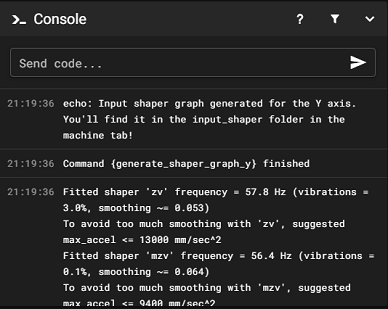 Console
?
Send code...
21:19:36 echo: Input shaper graph generated for the Y axis.
You'll find it in the input_shaper folder in the
machine tab!
21:19:36 Command {generate_shaper_graph_y} finished
21:19:36 Fitted shaper 'zv' frequency = 57.8 Hz (vibrations =
3.0%, smoothing ~= 0.053)
To avoid too much smoothing with 'zv', suggested
max_accel <= 13000 mm/sec^2
Fitted shaper 'mzv' frequency = 56.4 Hz (vibrations =
0.1%, smoothing ~= 0.064)
To avoid too much smoothing with 'mzv', suggested
max_accel <= 9400 mm/sec^2